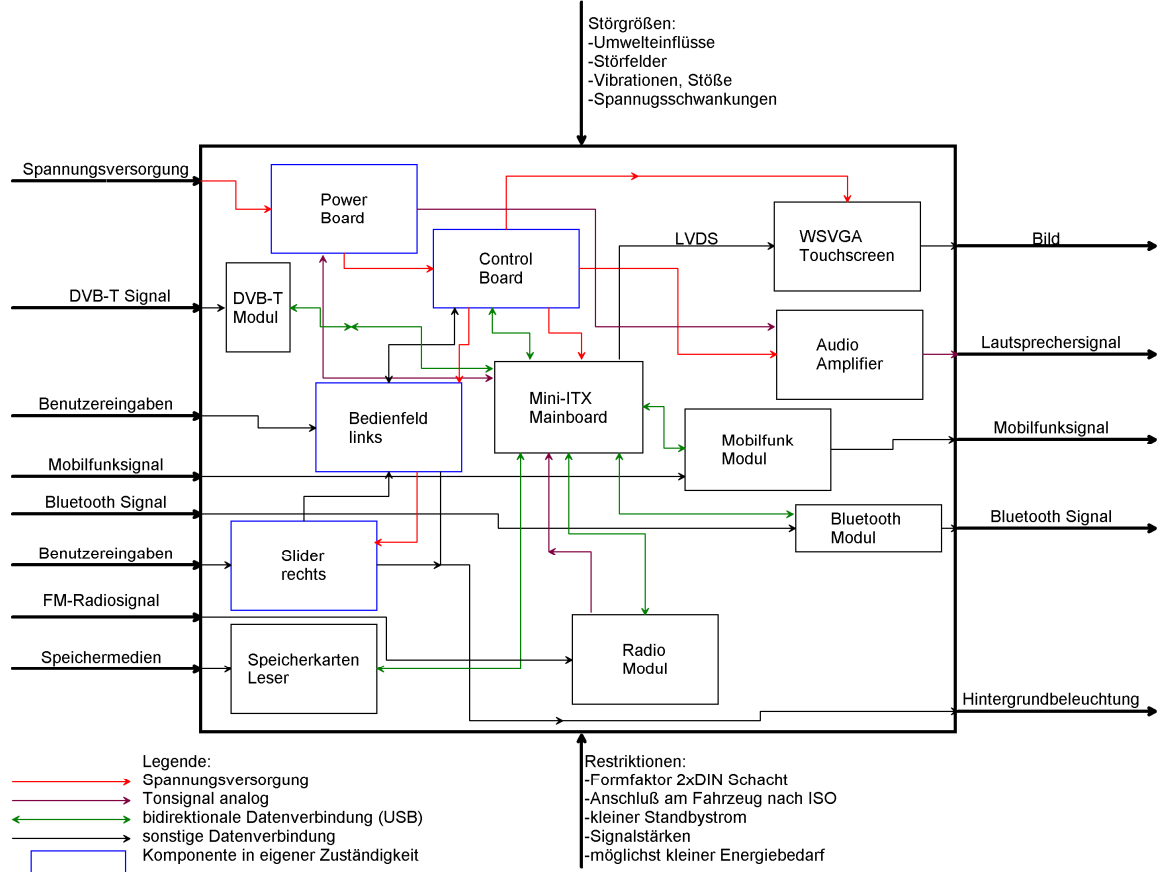 Störgrößen:
-Umwelteinflüsse
-Störfelder
-Vibrationen, Stöße
-Spannugsschwankungen
Spannungsversorgung
DVB-T Signal
Benutzereingaben
Mobilfunksignal
Bluetooth Signal
Benutzereingaben
FM-Radiosignal
Speichermedien
Power
Board
Control
Board
DVB-T
Modul
LVDS
WSVGA
Touchscreen
Audio
Amplifier
Bedienfeld
links
Mini-ITX
Mainboard
Mobilfunk
Modul
Bluetooth
Modul
Slider
rechts
Speicherkarten
Leser
Radio
Modul
Bild
Lautsprechersignal
Mobilfunksignal
Bluetooth Signal
Hintergrundbeleuchtung
Legende:
Spannungsversorgung
Tonsignal analog
bidirektionale Datenverbindung (USB)
sonstige Datenverbindung
Komponente in eigener Zuständigkeit
Restriktionen:
-Formfaktor 2xDIN Schacht
-Anschluß am Fahrzeug nach ISO
-kleiner Standbystrom
-Signalstärken
-möglichst kleiner Energiebedarf